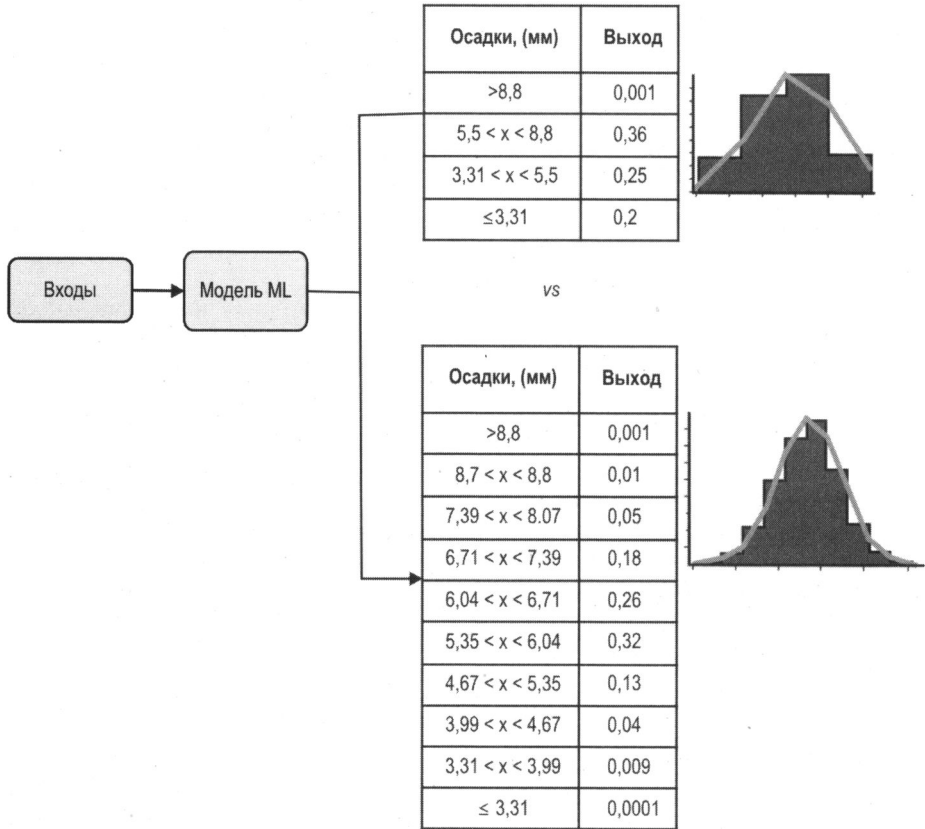 Осадки, (мм) Выход
>8,8 0,001
5,5 < x < 8,8 0,36
3,31 < x < 5,5 0,25
≤3,31 0,2
Входы
Модель ML
vs
Осадки, (мм) Выход
>8,8 0,001
8,7 < x < 8,8 0,01
7,39 < x < 8.07 0,05
6,71 < x < 7,39 0,18
6,04 < x < 6,71 0,26
5,35 < x < 6,04 0,32
4,67 < x < 5,35 0,13
3,99 < x < 4,67 0,04
3,31 < x < 3,99 0,009
≤ 3,31 0,0001